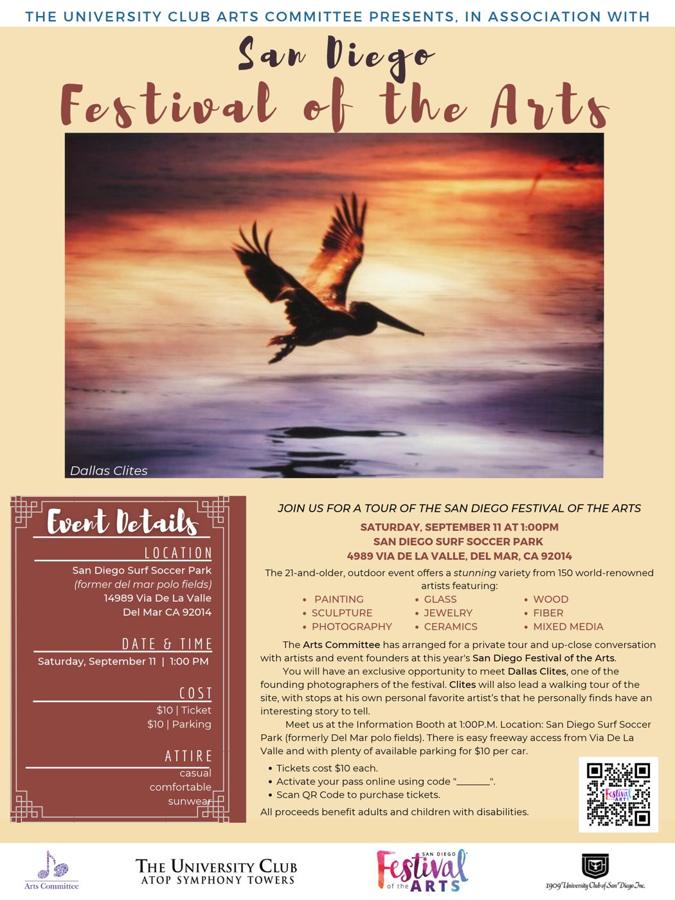 THE UNIVERSITY CLUB ARTS COMMITTEE PRESENTS, IN ASSOCIATION WITH
San Diego
Festival of the Arts
Dallas Clites
Event Details
LOCATION
San Diego Surf Soccer Park
(former del mar polo fields)
14989 Via De La Valle
Del Mar CA 92014
DATE & TIME
Saturday, September 11 | 1:00 PM
COST
$10 | Ticket
$10 | Parking
ATTIRE
casual
comfortable
sunwear
JOIN US FOR A TOUR OF THE SAN DIEGO FESTIVAL OF THE ARTS
SATURDAY, SEPTEMBER 11 AT 1:00PM
SAN DIEGO SURF SOCCER PARK
4989 VIA DE LA VALLE, DEL MAR, CA 92014
The 21-and-older, outdoor event offers a stunning variety from 150 world-renowned
artists featuring:
• PAINTING • GLASS • WOOD
• SCULPTURE • JEWELRY • FIBER
• PHOTOGRAPHY • CERAMICS • MIXED MEDIA
The Arts Committee has arranged for a private tour and up-close conversation
with artists and event founders at this year's San Diego Festival of the Arts.
You will have an exclusive opportunity to meet Dallas Clites, one of the
founding photographers of the festival. Clites will also lead a walking tour of the
site, with stops at his own personal favorite artist's that he personally finds have an
interesting story to tell.
Meet us at the Information Booth at 1:00P.M. Location: San Diego Surf Soccer
Park (formerly Del Mar polo fields). There is easy freeway access from Via De La
Valle and with plenty of available parking for $10 per car.
• Tickets cost $10 each.
• Activate your pass online using code "_______".
• Scan QR Code to purchase tickets.
All proceeds benefit adults and children with disabilities.
Festival
of the ARTS
Arts Committee
THE UNIVERSITY CLUB
ATOP SYMPHONY TOWERS
SAN DIEGO
Festival
of the ARTS
1909 University Club of San Diego Inc.